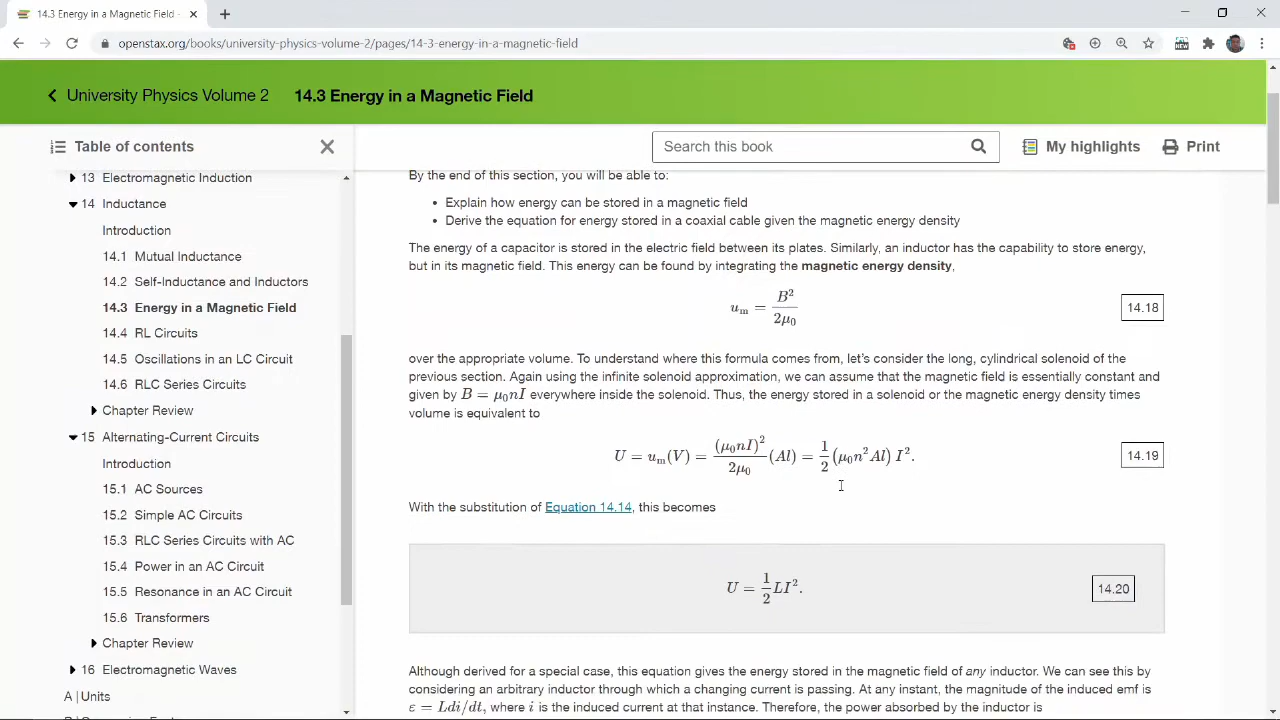 14.3 Energy in a Magnetic Field -
openstax.org/books/university-physics-volume-2/pages/14-3-energy-in-a-magnetic-field
NEW
University Physics Volume 2 14.3 Energy in a Magnetic Field
Table of contents
Search this book
My highlights
Print
13 Electromagnetic Induction
14 Inductance
Introduction
14.1 Mutual Inductance
14.2 Self-Inductance and Inductors
14.3 Energy in a Magnetic Field
14.4 RL Circuits
14.5 Oscillations in an LC Circuit
14.6 RLC Series Circuits
Chapter Review
15 Alternating-Current Circuits
Introduction
15.1 AC Sources
15.2 Simple AC Circuits
15.3 RLC Series Circuits with AC
15.4 Power in an AC Circuit
15.5 Resonance in an AC Circuit
15.6 Transformers
Chapter Review
16 Electromagnetic Waves
A | Units
By the end of this section, you will be able to:
• Explain how energy can be stored in a magnetic field
• Derive the equation for energy stored in a coaxial cable given the magnetic energy density
The energy of a capacitor is stored in the electric field between its plates. Similarly, an inductor has the capability to store energy,
but in its magnetic field. This energy can be found by integrating the magnetic energy density,
u_m = B²/2μ₀ 14.18
over the appropriate volume. To understand where this formula comes from, let's consider the long, cylindrical solenoid of the
previous section. Again using the infinite solenoid approximation, we can assume that the magnetic field is essentially constant and
given by B = μ₀nI everywhere inside the solenoid. Thus, the energy stored in a solenoid or the magnetic energy density times
volume is equivalent to
U = u_m(V) = (μ₀nI)²/2μ₀ (Al) = 1/2 (μ₀n²Al) I². 14.19
With the substitution of Equation 14.14, this becomes
U = 1/2 LI². 14.20
Although derived for a special case, this equation gives the energy stored in the magnetic field of any inductor. We can see this by
considering an arbitrary inductor through which a changing current is passing. At any instant, the magnitude of the induced emf is
ε = Ldi/dt, where i is the induced current at that instance. Therefore, the power absorbed by the inductor is